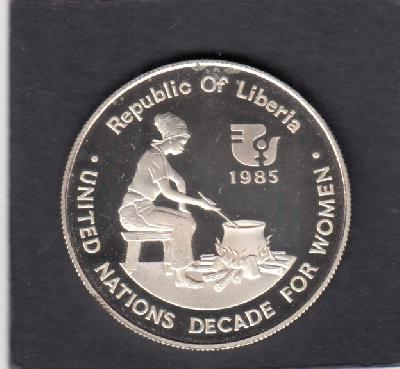 Republic Of Liberia
1985
• UNITED NATIONS DECADE FOR WOMEN •